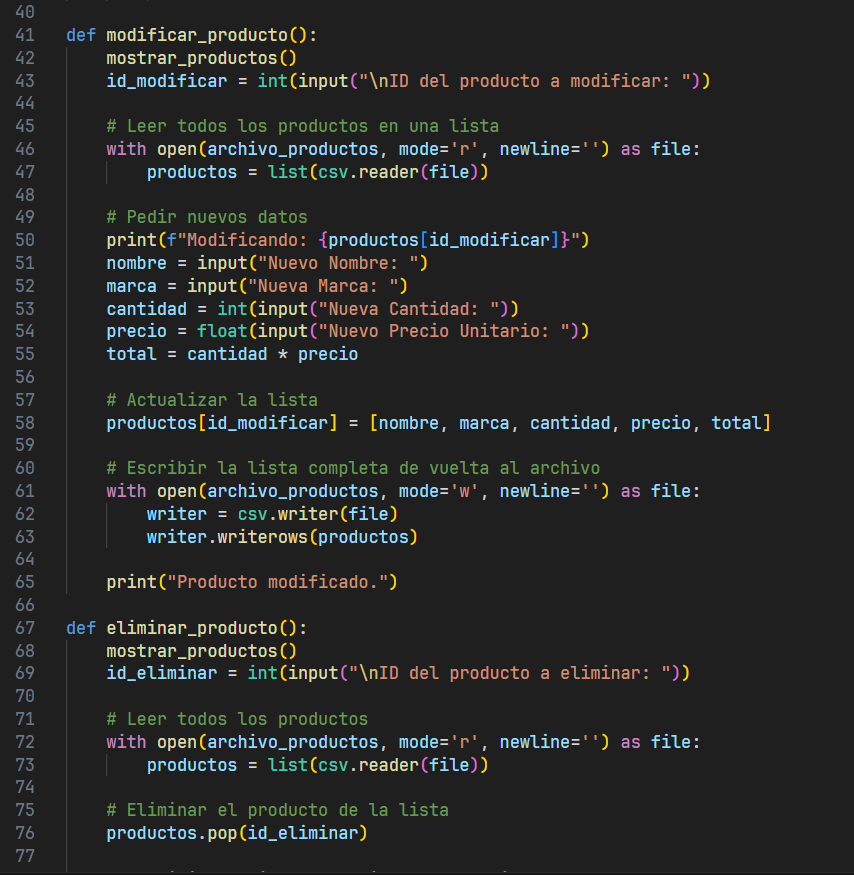 40
41 def modificar_producto():
42 mostrar_productos()
43 id_modificar = int(input("\nID del producto a modificar: "))
44
45 # Leer todos los productos en una lista
46 with open(archivo_productos, mode='r', newline='') as file:
47 productos = list(csv.reader(file))
48
49 # Pedir nuevos datos
50 print(f"Modificando: {productos[id_modificar]}")
51 nombre = input("Nuevo Nombre: ")
52 marca = input("Nueva Marca: ")
53 cantidad = int(input("Nueva Cantidad: "))
54 precio = float(input("Nuevo Precio Unitario: "))
55 total = cantidad * precio
56
57 # Actualizar la lista
58 productos[id_modificar] = [nombre, marca, cantidad, precio, total]
59
60 # Escribir la lista completa de vuelta al archivo
61 with open(archivo_productos, mode='w', newline='') as file:
62 writer = csv.writer(file)
63 writer.writerows(productos)
64
65 print("Producto modificado.")
66
67 def eliminar_producto():
68 mostrar_productos()
69 id_eliminar = int(input("\nID del producto a eliminar: "))
70
71 # Leer todos los productos
72 with open(archivo_productos, mode='r', newline='') as file:
73 productos = list(csv.reader(file))
74
75 # Eliminar el producto de la lista
76 productos.pop(id_eliminar)
77